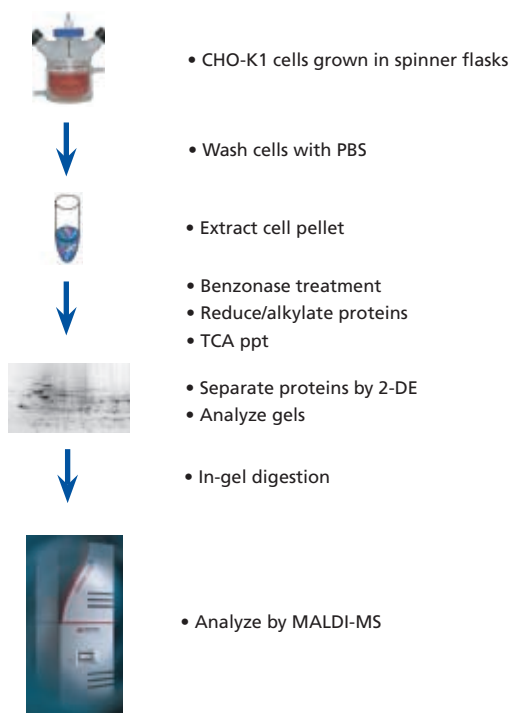 • CHO-K1 cells grown in spinner flasks
• Wash cells with PBS
• Extract cell pellet
• Benzonase treatment
• Reduce/alkylate proteins
• TCA ppt
• Separate proteins by 2-DE
• Analyze gels
• In-gel digestion
• Analyze by MALDI-MS